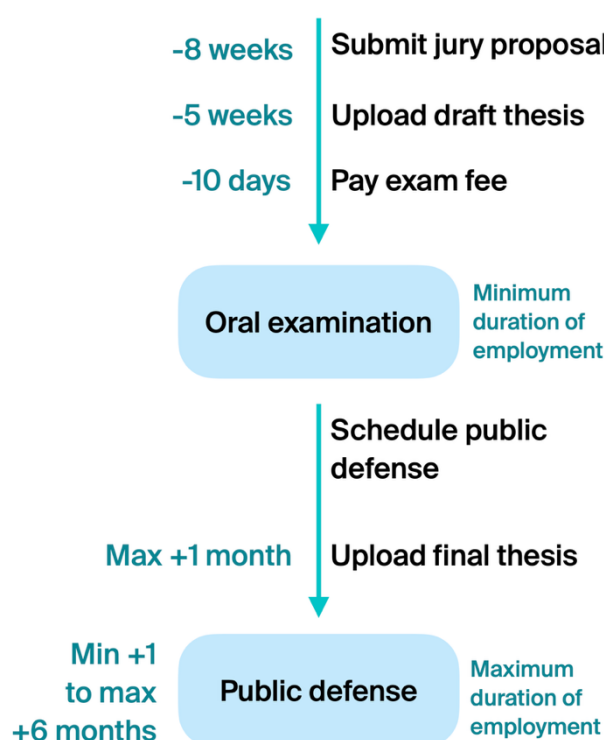 -8 weeks
Submit jury proposal
-5 weeks
Upload draft thesis
-10 days
Pay exam fee
Oral examination
Minimum
duration of
employment
Schedule public
defense
Max +1 month
Upload final thesis
Min +1
to max
+6 months
Public defense
Maximum
duration of
employment